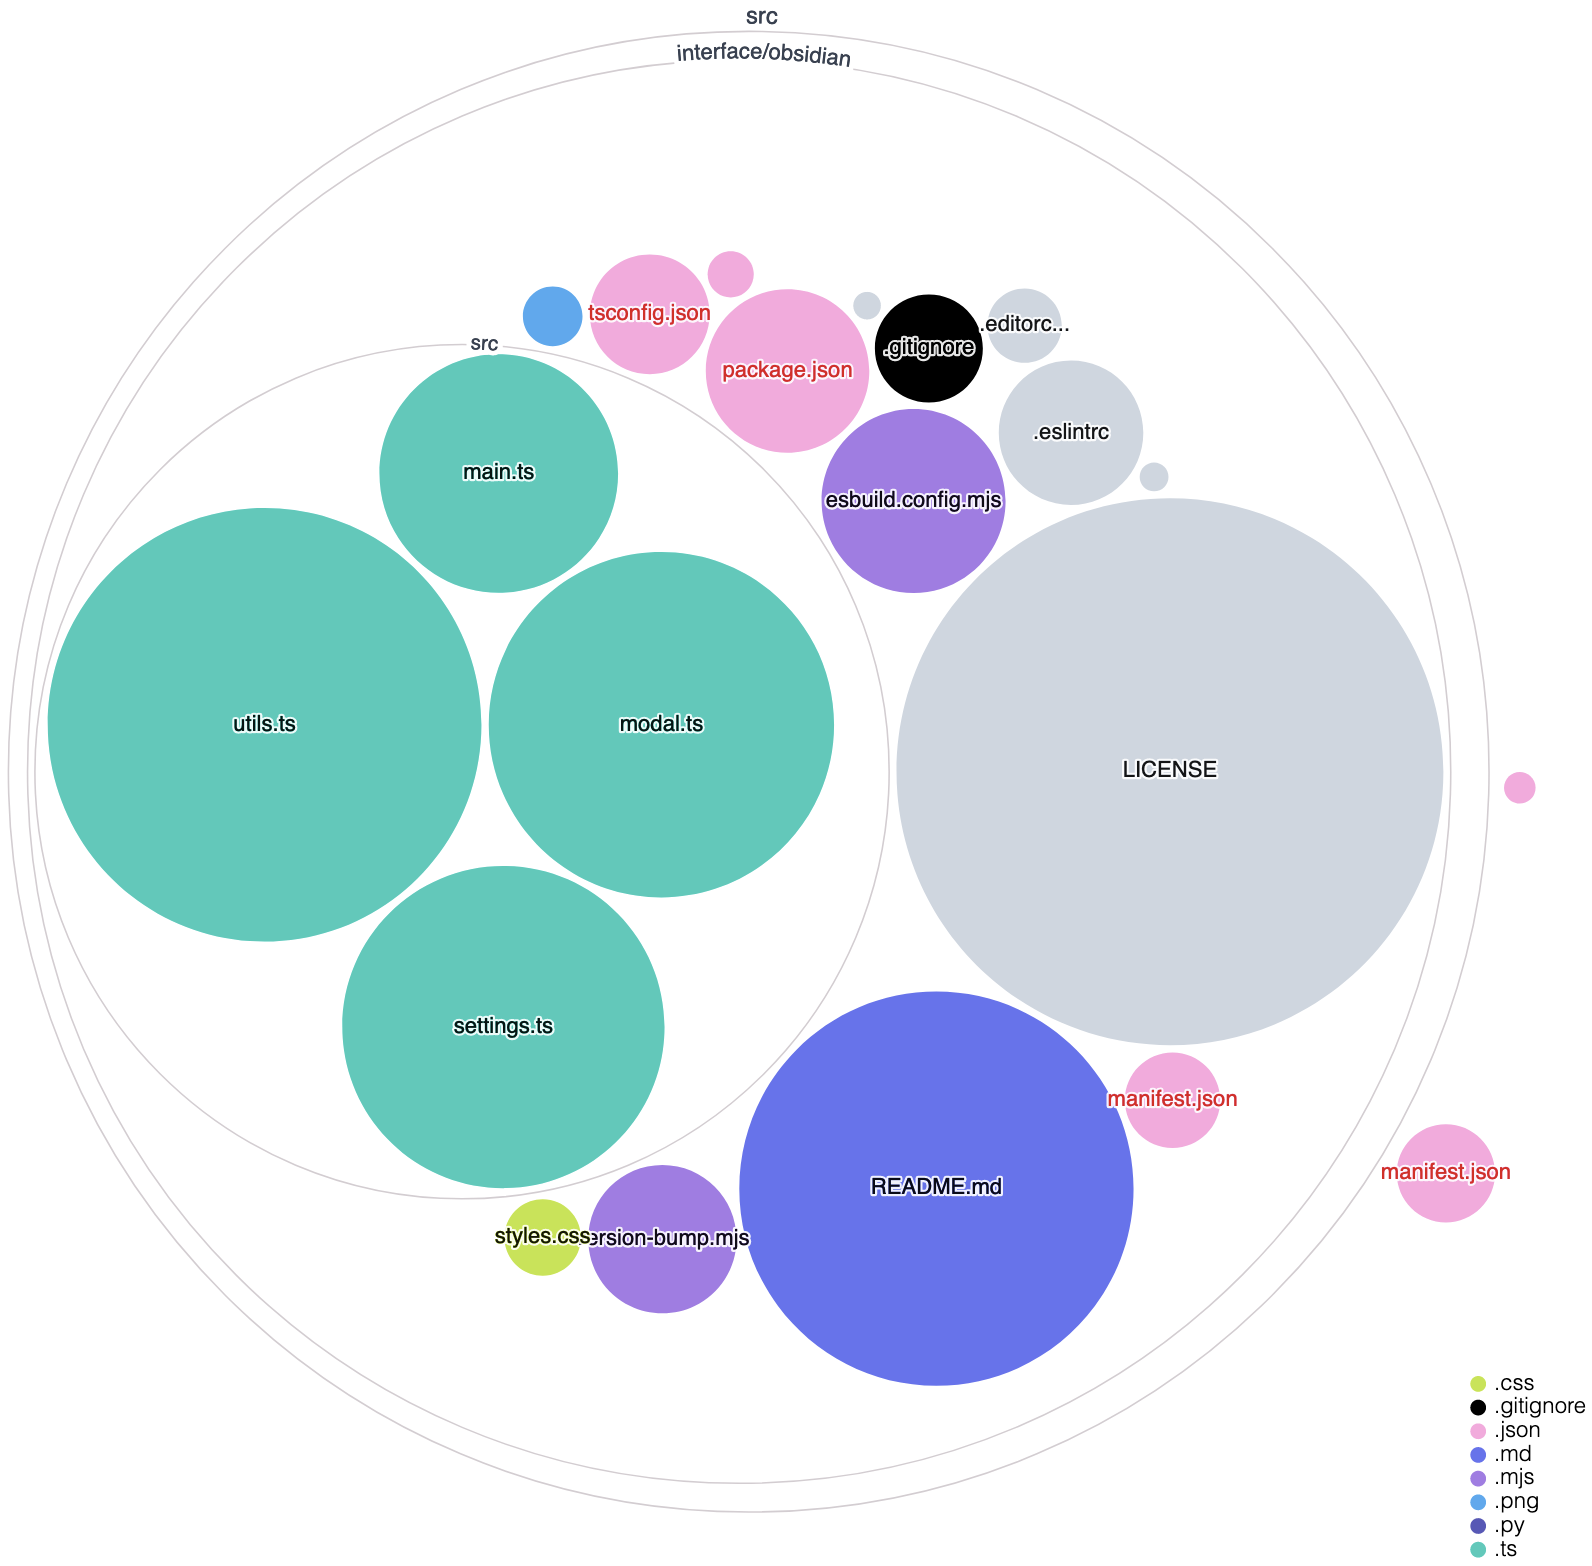 src
interface/obsidian
tsconfig.json
package.json
.gitignore
.editorc...
.eslintrc
src
main.ts
esbuild.config.mjs
utils.ts
modal.ts
LICENSE
settings.ts
manifest.json
manifest.json
README.md
styles.css
ersion-bump.mjs
.css
.gitignore
.json
.md
.mjs
.png
.py
.ts